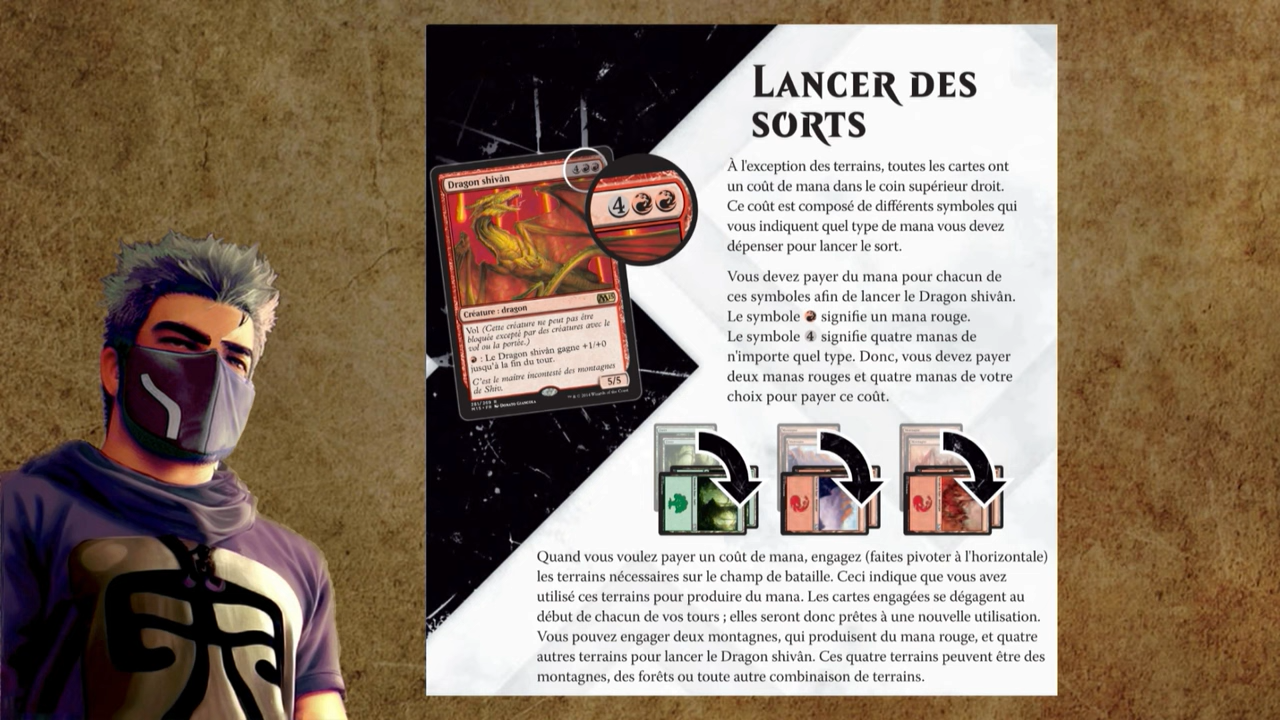 LANCER DES
SORTS
À l'exception des terrains, toutes les cartes ont
un coût de mana dans le coin supérieur droit.
Ce coût est composé de différents symboles qui
vous indiquent quel type de mana vous devez
dépenser pour lancer le sort.
Vous devez payer du mana pour chacun de
ces symboles afin de lancer le Dragon shivân.
Le symbole signifie un mana rouge.
Le symbole 4 signifie quatre manas de
n'importe quel type. Donc, vous devez payer
deux manas rouges et quatre manas de votre
choix pour payer ce coût.
Dragon shivân
4
4
Créature : dragon
Vol (Cette créature ne peut pas être
bloquée excepté par des créatures avec le
vol ou la portée.)
: Le Dragon shivân gagne +1/+0
jusqu'à la fin du tour.
C'est le maître incontesté des montagnes
de Shiv.
5/5
Quand vous voulez payer un coût de mana, engagez (faites pivoter à l'horizontale)
les terrains nécessaires sur le champ de bataille. Ceci indique que vous avez
utilisé ces terrains pour produire du mana. Les cartes engagées se dégagent au
début de chacun de vos tours ; elles seront donc prêtes à une nouvelle utilisation.
Vous pouvez engager deux montagnes, qui produisent du mana rouge, et quatre
autres terrains pour lancer le Dragon shivân. Ces quatre terrains peuvent être des
montagnes, des forêts ou toute autre combinaison de terrains.